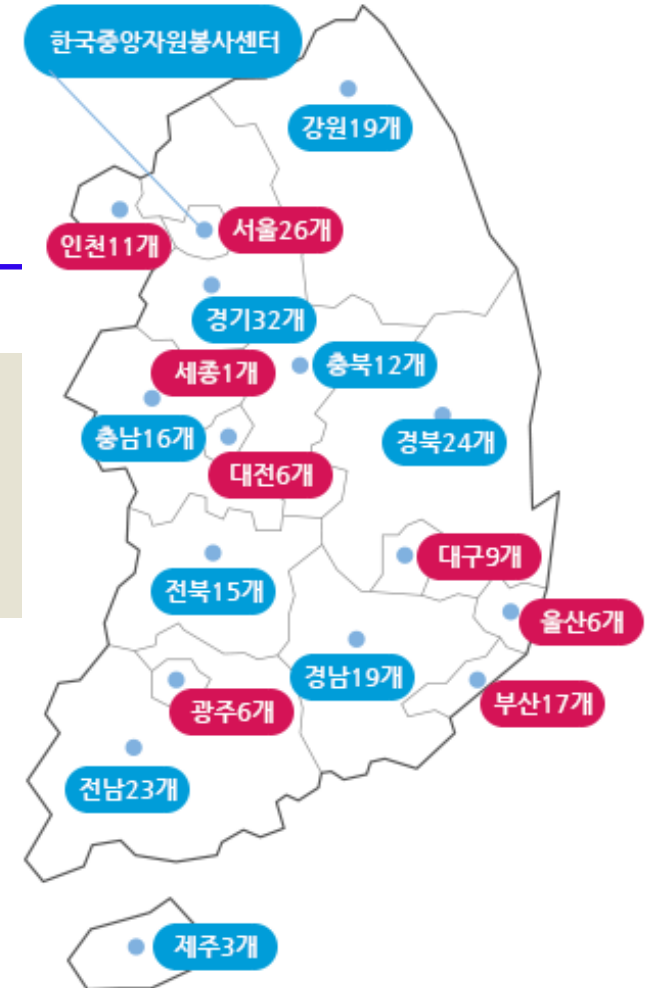 한국중앙자원봉사센터
강원19개
서울26개
인천11개
경기32개
충북12개
세종1개
충남16개
경북24개
대전6개
대구9개
전북15개
울산6개
경남19개
부산17개
광주6개
전남23개
제주3개